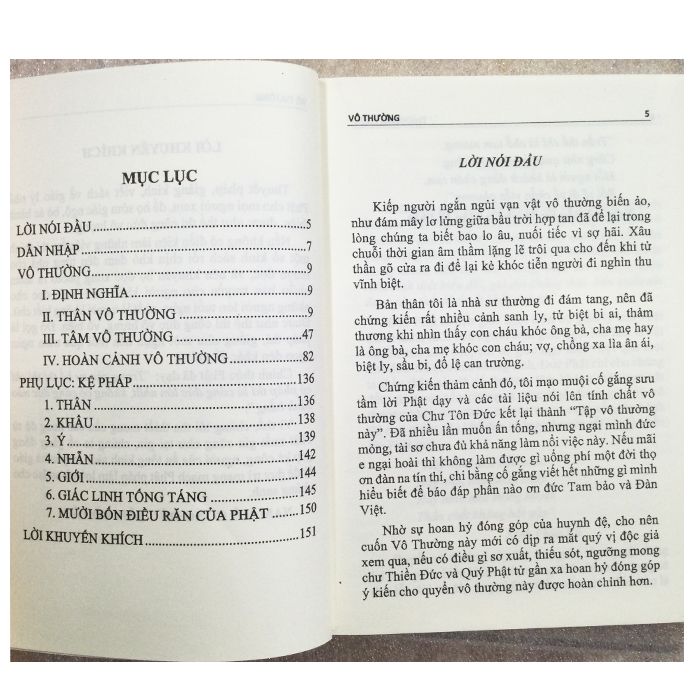 MỤC LỤC
LỜI NÓI ĐẦU 5
DẪN NHẬP 7
VÔ THƯỜNG 9
I. ĐỊNH NGHĨA 9
II. THÂN VÔ THƯỜNG 9
III. TÂM VÔ THƯỜNG 47
IV. HOÀN CẢNH VÔ THƯỜNG 82
PHỤ LỤC: KỆ PHÁP 136
1. THÂN 136
2. KHẨU 138
3. Ý 139
4. NHẪN 142
5. GIỚI 144
6. GIÁC LINH TỐNG TÁNG 145
7. MƯỜI BỐN ĐIỀU RĂN CỦA PHẬT 150
LỜI KHUYẾN KHÍCH 151
VÔ THƯỜNG 5
LỜI NÓI ĐẦU
Kiếp người ngắn ngủi vạn vật vô thường biến ảo,
như đám mây lơ lửng giữa bầu trời hợp tan đã để lại trong
lòng chúng ta biết bao lo âu, nuối tiếc vì sợ hãi. Xâu
chuỗi thời gian âm thầm lặng lẽ trôi qua cho đến khi tử
thần gõ cửa ra đi để lại kẻ khóc tiễn người đi nghìn thu
vĩnh biệt.
Bản thân tôi là nhà sư thường đi đám tang, nên đã
chứng kiến rất nhiều cảnh sanh ly, tử biệt bi ai, thảm
thương khi nhìn thấy con cháu khóc ông bà, cha mẹ hay
là ông bà, cha mẹ khóc con cháu; vợ, chồng xa lìa ân ái,
biệt ly, sầu bi, đổ lệ can trường.
Chứng kiến thảm cảnh đó, tôi mạo muội cố gắng sưu
tầm lời Phật dạy và các tài liệu nói lên tính chất vô
thường của Chư Tôn Đức kết lại thành “Tập vô thường
này”. Đã nhiều lần muốn ấn tống, nhưng ngại mình đức
mỏng, tài sơ chưa đủ khả năng làm nổi việc này. Nếu mãi
e ngại hoài thì không làm được gì uổng phí một đời thọ
ơn đàn na tín thí, chi bằng cố gắng viết hết những gì mình
hiểu biết để báo đáp phần nào ơn đức Tam bảo và Đàn
Việt.
Nhờ sự hoan hỷ đóng góp của huynh đệ, cho nên
cuốn Vô Thường này mới có dịp ra mắt quý vị độc giả
xem qua, nếu có điều gì sơ xuất, thiếu sót, ngưỡng mong
chư Thiền Đức và Quý Phật tử gần xa hoan hỷ đóng góp
ý kiến cho quyển vô thường này được hoàn chỉnh hơn.